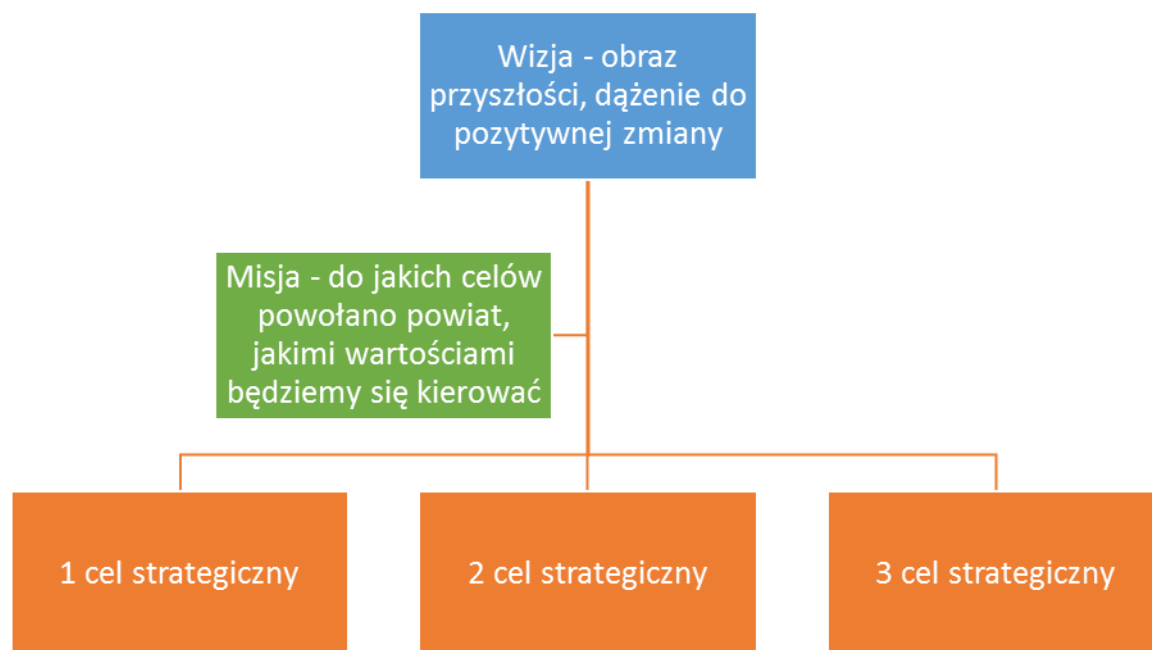 Wizja - obraz
przyszłości, dążenie do
pozytywnej zmiany
Misja - do jakich celów
powołano powiat,
jakimi wartościami
będziemy się kierować
1 cel strategiczny
2 cel strategiczny
3 cel strategiczny